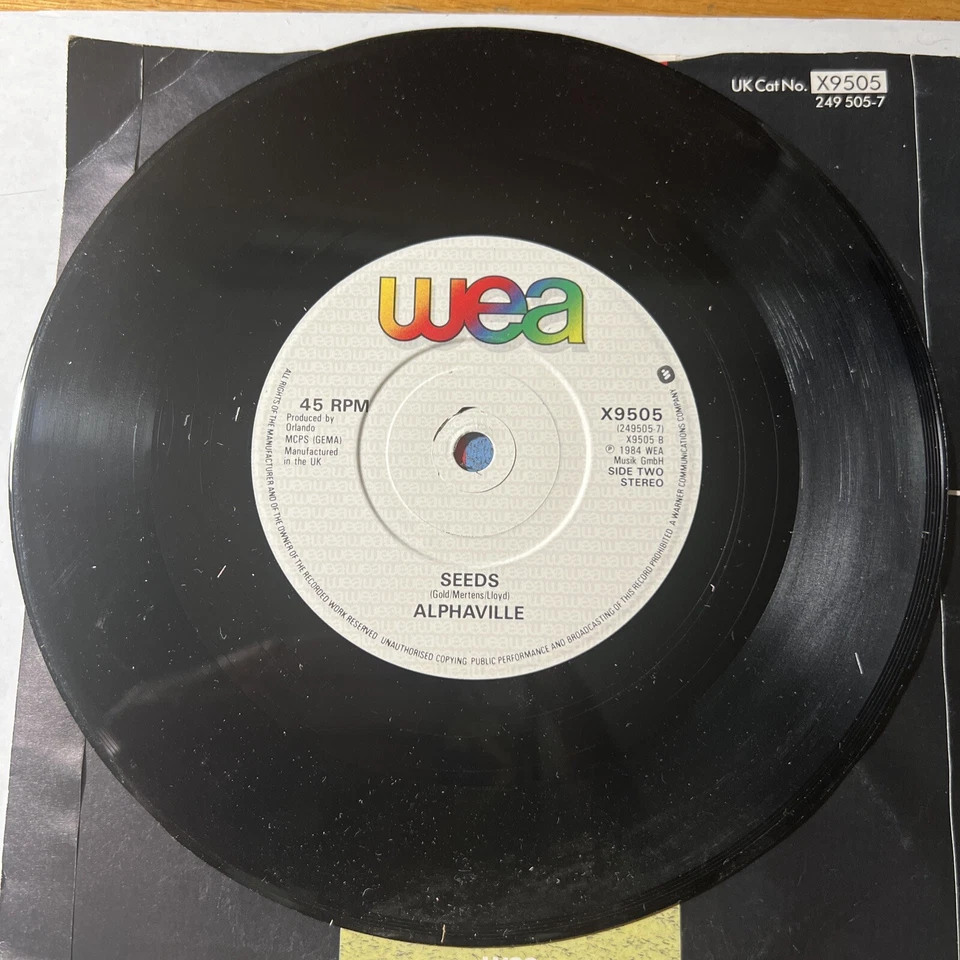 UK Cat No. X9505
249 505-7
wea
45 RPM
Produced by
Orlando
MCPS (GEMA)
Manufactured
in the UK
X9505
(249505-7)
X9505 B
℗ 1984 WEA
Musik GmbH
SIDE TWO
STEREO
SEEDS
(Gold/Mertens/Lloyd)
ALPHAVILLE
ALL RIGHTS OF THE MANUFACTURER AND OF THE OWNER OF THE RECORDED WORK RESERVED UNAUTHORISED COPYING PUBLIC PERFORMANCE AND BROADCASTING OF THIS RECORD PROHIBITED A WARNER COMMUNICATIONS COMPANY